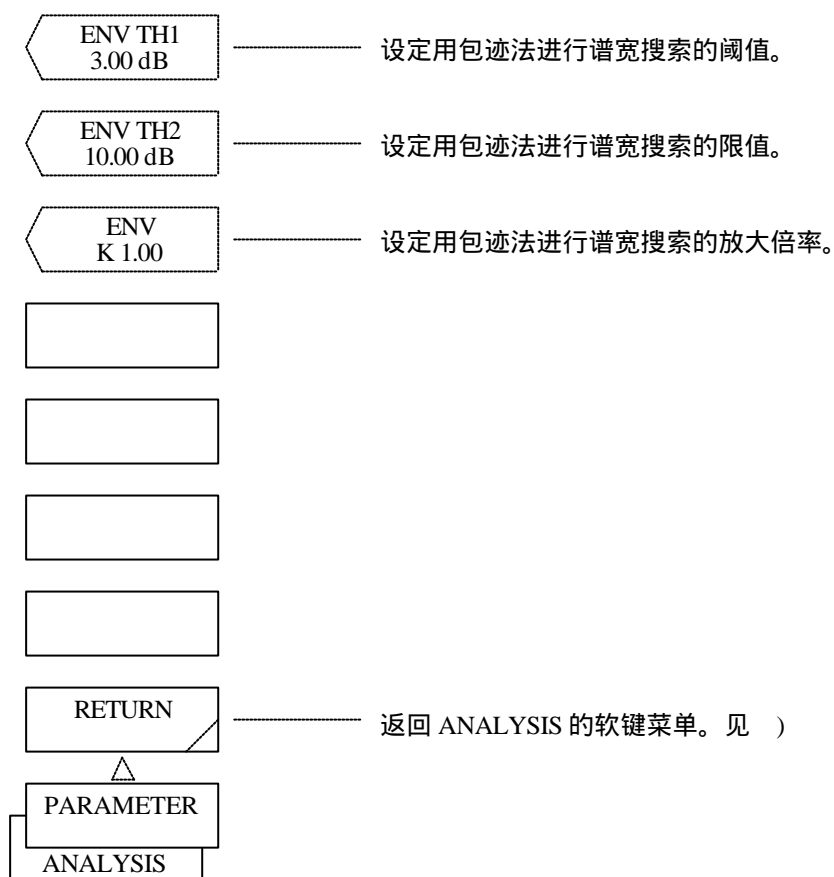 ENV TH1
3.00 dB
设定用包迹法进行谱宽搜索的阈值。
ENV TH2
10.00 dB
设定用包迹法进行谱宽搜索的限值。
ENV
K 1.00
设定用包迹法进行谱宽搜索的放大倍率。
RETURN
返回 ANALYSIS 的软键菜单。见 )
PARAMETER
ANALYSIS